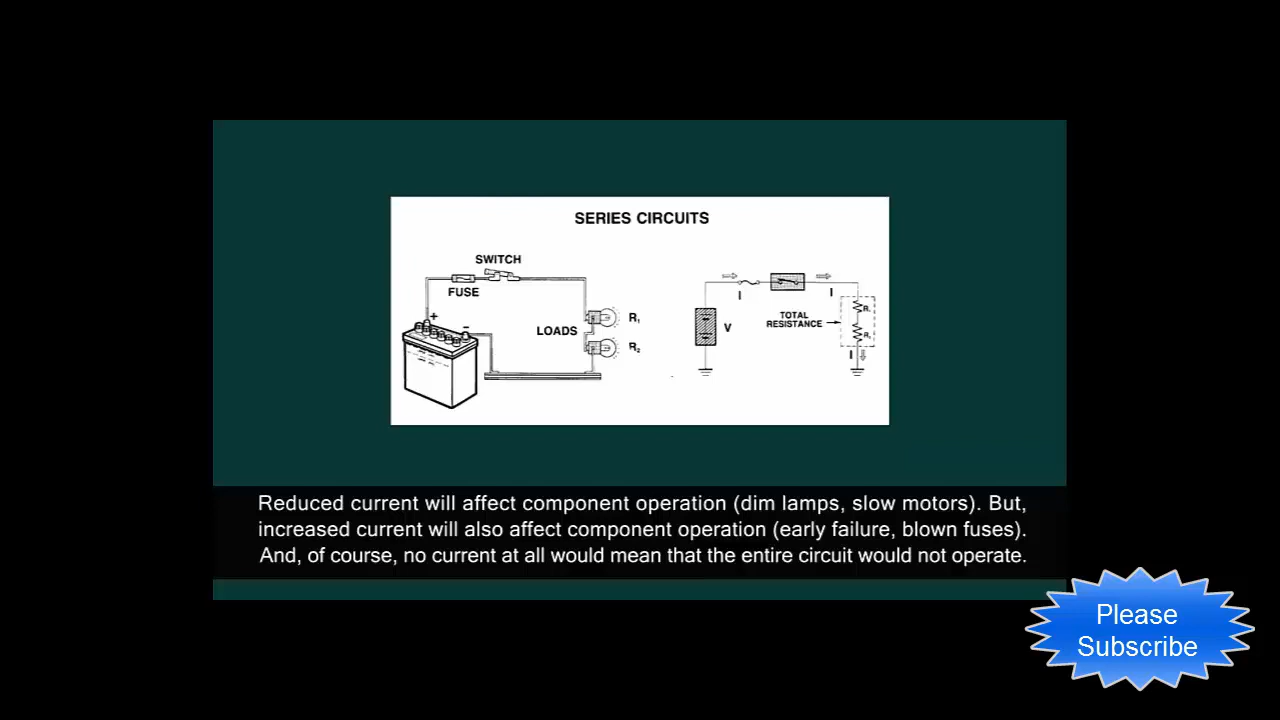 SERIES CIRCUITS
SWITCH
FUSE
+
−
LOADS
R₁
R₂
I
I
V
TOTAL
RESISTANCE
R₁
R₂
I
Reduced current will affect component operation (dim lamps, slow motors). But,
increased current will also affect component operation (early failure, blown fuses).
And, of course, no current at all would mean that the entire circuit would not operate.
Please
Subscribe